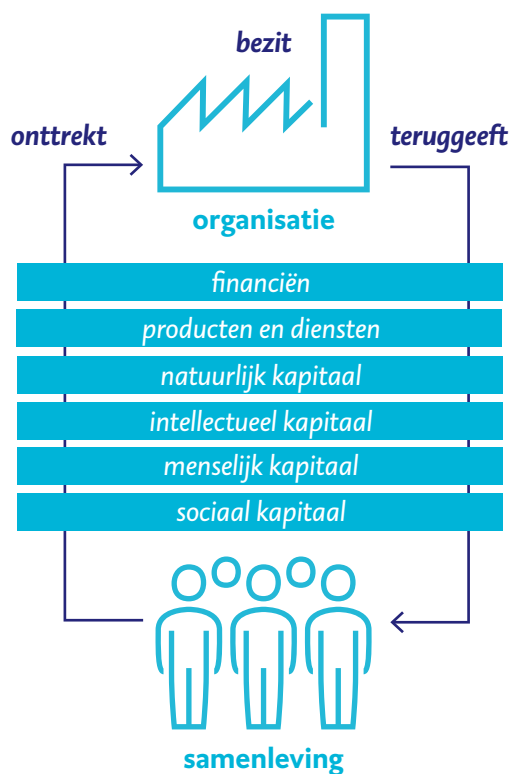 bezit
onttrekt
teruggeeft
organisatie
financiën
producten en diensten
natuurlijk kapitaal
intellectueel kapitaal
menselijk kapitaal
sociaal kapitaal
samenleving